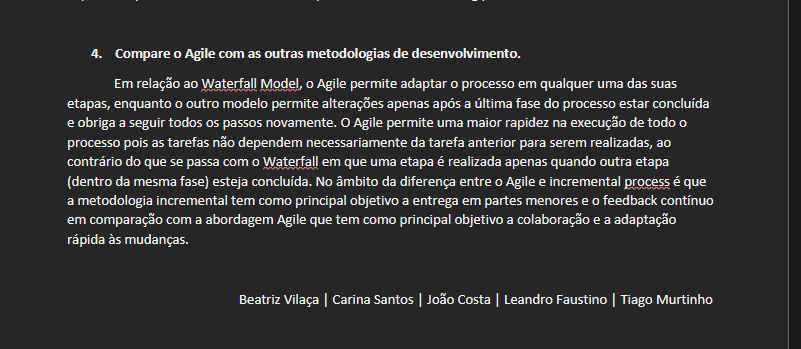 4. Compare o Agile com as outras metodologias de desenvolvimento.
Em relação ao Waterfall Model, o Agile permite adaptar o processo em qualquer uma das suas
etapas, enquanto o outro modelo permite alterações apenas após a última fase do processo estar concluída
e obriga a seguir todos os passos novamente. O Agile permite uma maior rapidez na execução de todo o
processo pois as tarefas não dependem necessariamente da tarefa anterior para serem realizadas, ao
contrário do que se passa com o Waterfall em que uma etapa é realizada apenas quando outra etapa
(dentro da mesma fase) esteja concluída. No âmbito da diferença entre o Agile e incremental process é que
a metodologia incremental tem como principal objetivo a entrega em partes menores e o feedback contínuo
em comparação com a abordagem Agile que tem como principal objetivo a colaboração e a adaptação
rápida às mudanças.
Beatriz Vilaça | Carina Santos | João Costa | Leandro Faustino | Tiago Murtinho